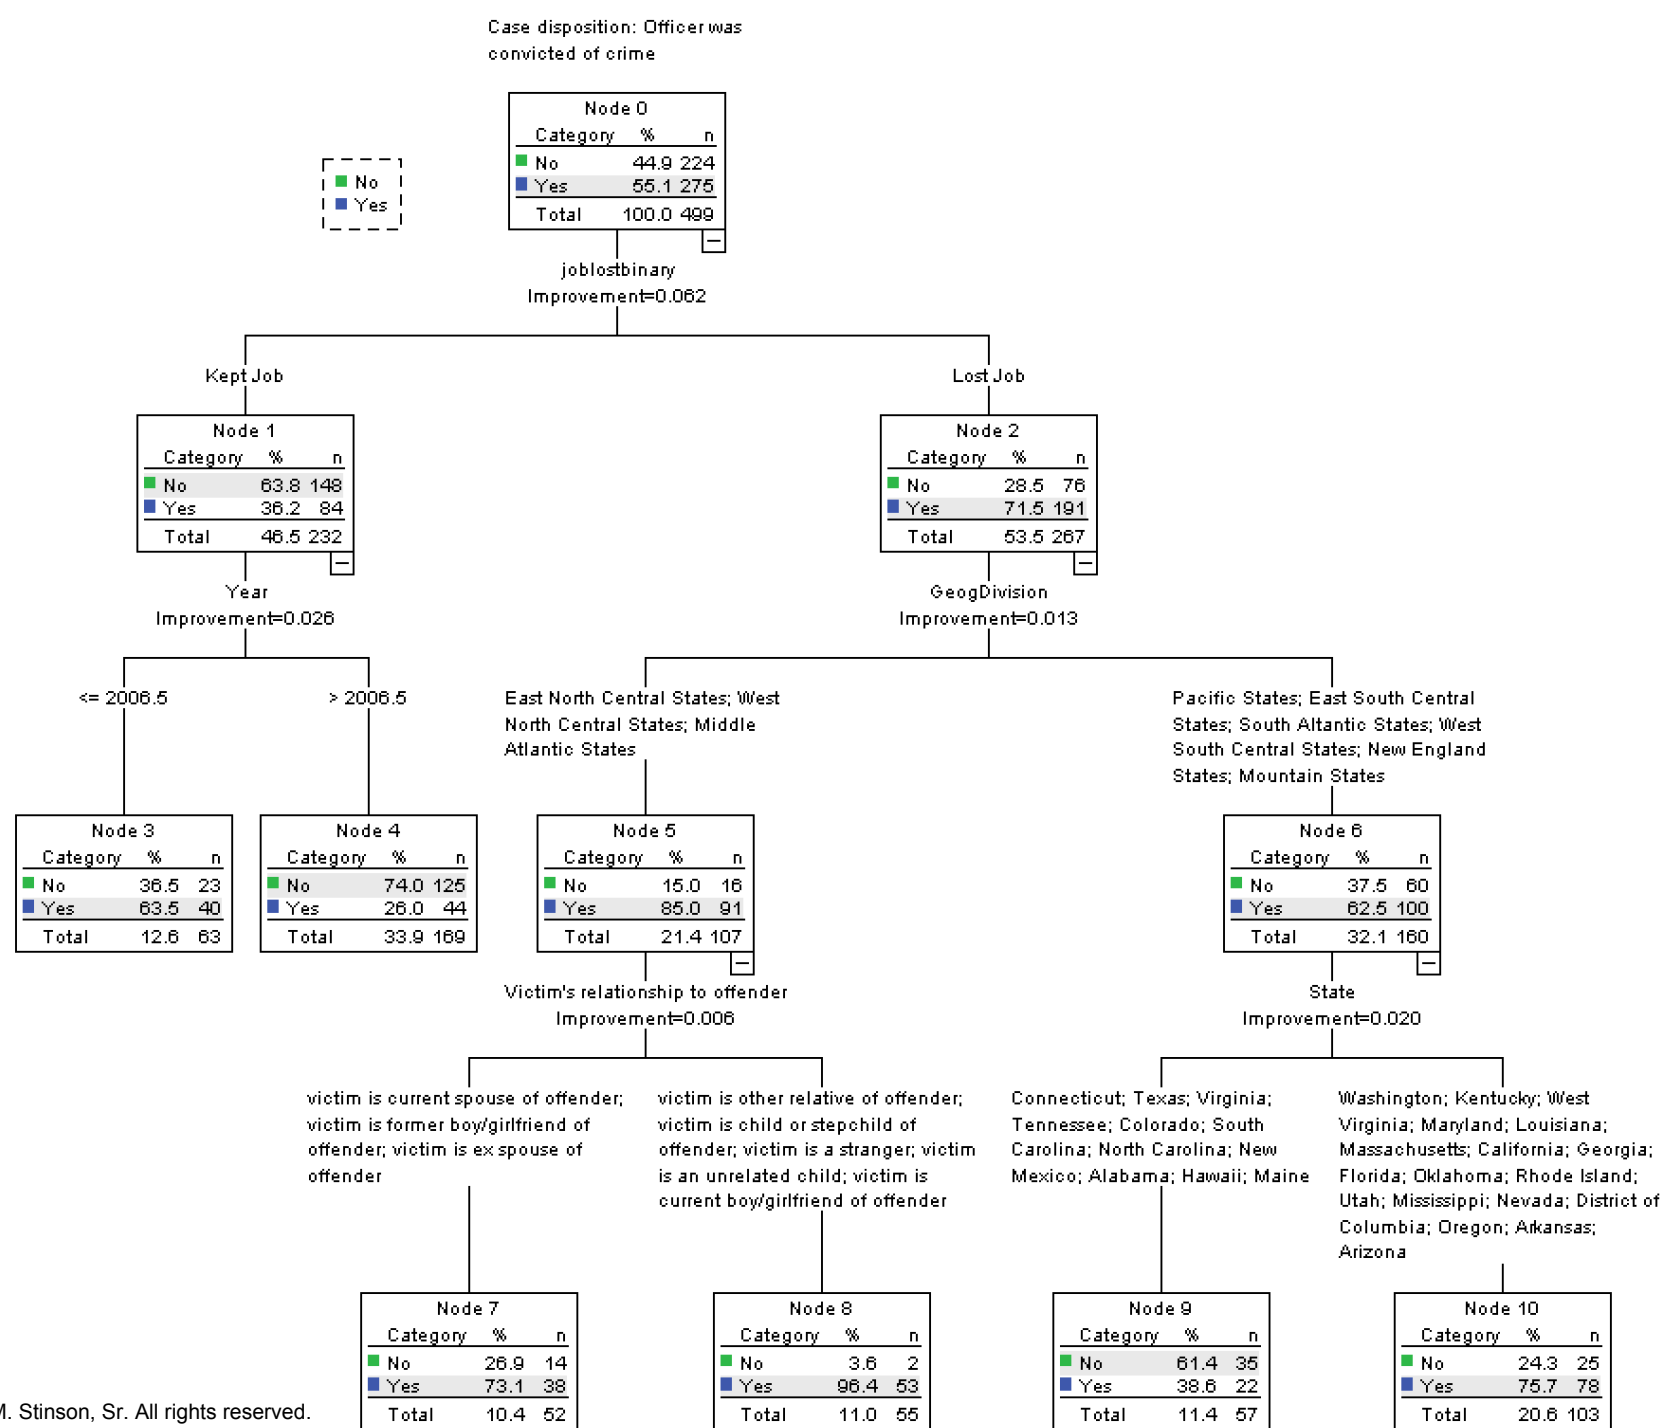 Case disposition: Officer was
convicted of crime
Node 0
Category % n
No 44.9 224
Yes 55.1 275
Total 100.0 499
No
Yes
joblostbinary
Improvement=0.062
Kept Job
Lost Job
Node 1
Category % n
No 63.8 148
Yes 36.2 84
Total 46.5 232
Node 2
Category % n
No 28.5 76
Yes 71.5 191
Total 53.5 267
Year
Improvement=0.026
GeogDivision
Improvement=0.013
<= 2006.5
> 2006.5
East North Central States; West
North Central States; Middle
Atlantic States
Pacific States; East South Central
States; South Altantic States; West
South Central States; New England
States; Mountain States
Node 3
Category % n
No 36.5 23
Yes 63.5 40
Total 12.6 63
Node 4
Category % n
No 74.0 125
Yes 26.0 44
Total 33.9 169
Node 5
Category % n
No 15.0 16
Yes 85.0 91
Total 21.4 107
Node 6
Category % n
No 37.5 60
Yes 62.5 100
Total 32.1 160
Victim's relationship to offender
Improvement=0.006
State
Improvement=0.020
victim is current spouse of offender;
victim is former boy/girlfriend of
offender; victim is ex spouse of
offender
victim is other relative of offender;
victim is child or stepchild of
offender; victim is a stranger; victim
is an unrelated child; victim is
current boy/girlfriend of offender
Connecticut; Texas; Virginia;
Tennessee; Colorado; South
Carolina; North Carolina; New
Mexico; Alabama; Hawaii; Maine
Washington; Kentucky; West
Virginia; Maryland; Louisiana;
Massachusetts; California; Georgia;
Florida; Oklahoma; Rhode Island;
Utah; Mississippi; Nevada; District of
Columbia; Oregon; Arkansas;
Arizona
Node 7
Category % n
No 26.9 14
Yes 73.1 38
Total 10.4 52
Node 8
Category % n
No 3.6 2
Yes 96.4 53
Total 11.0 55
Node 9
Category % n
No 61.4 35
Yes 38.6 22
Total 11.4 57
Node 10
Category % n
No 24.3 25
Yes 75.7 78
Total 20.6 103
M. Stinson, Sr. All rights reserved.